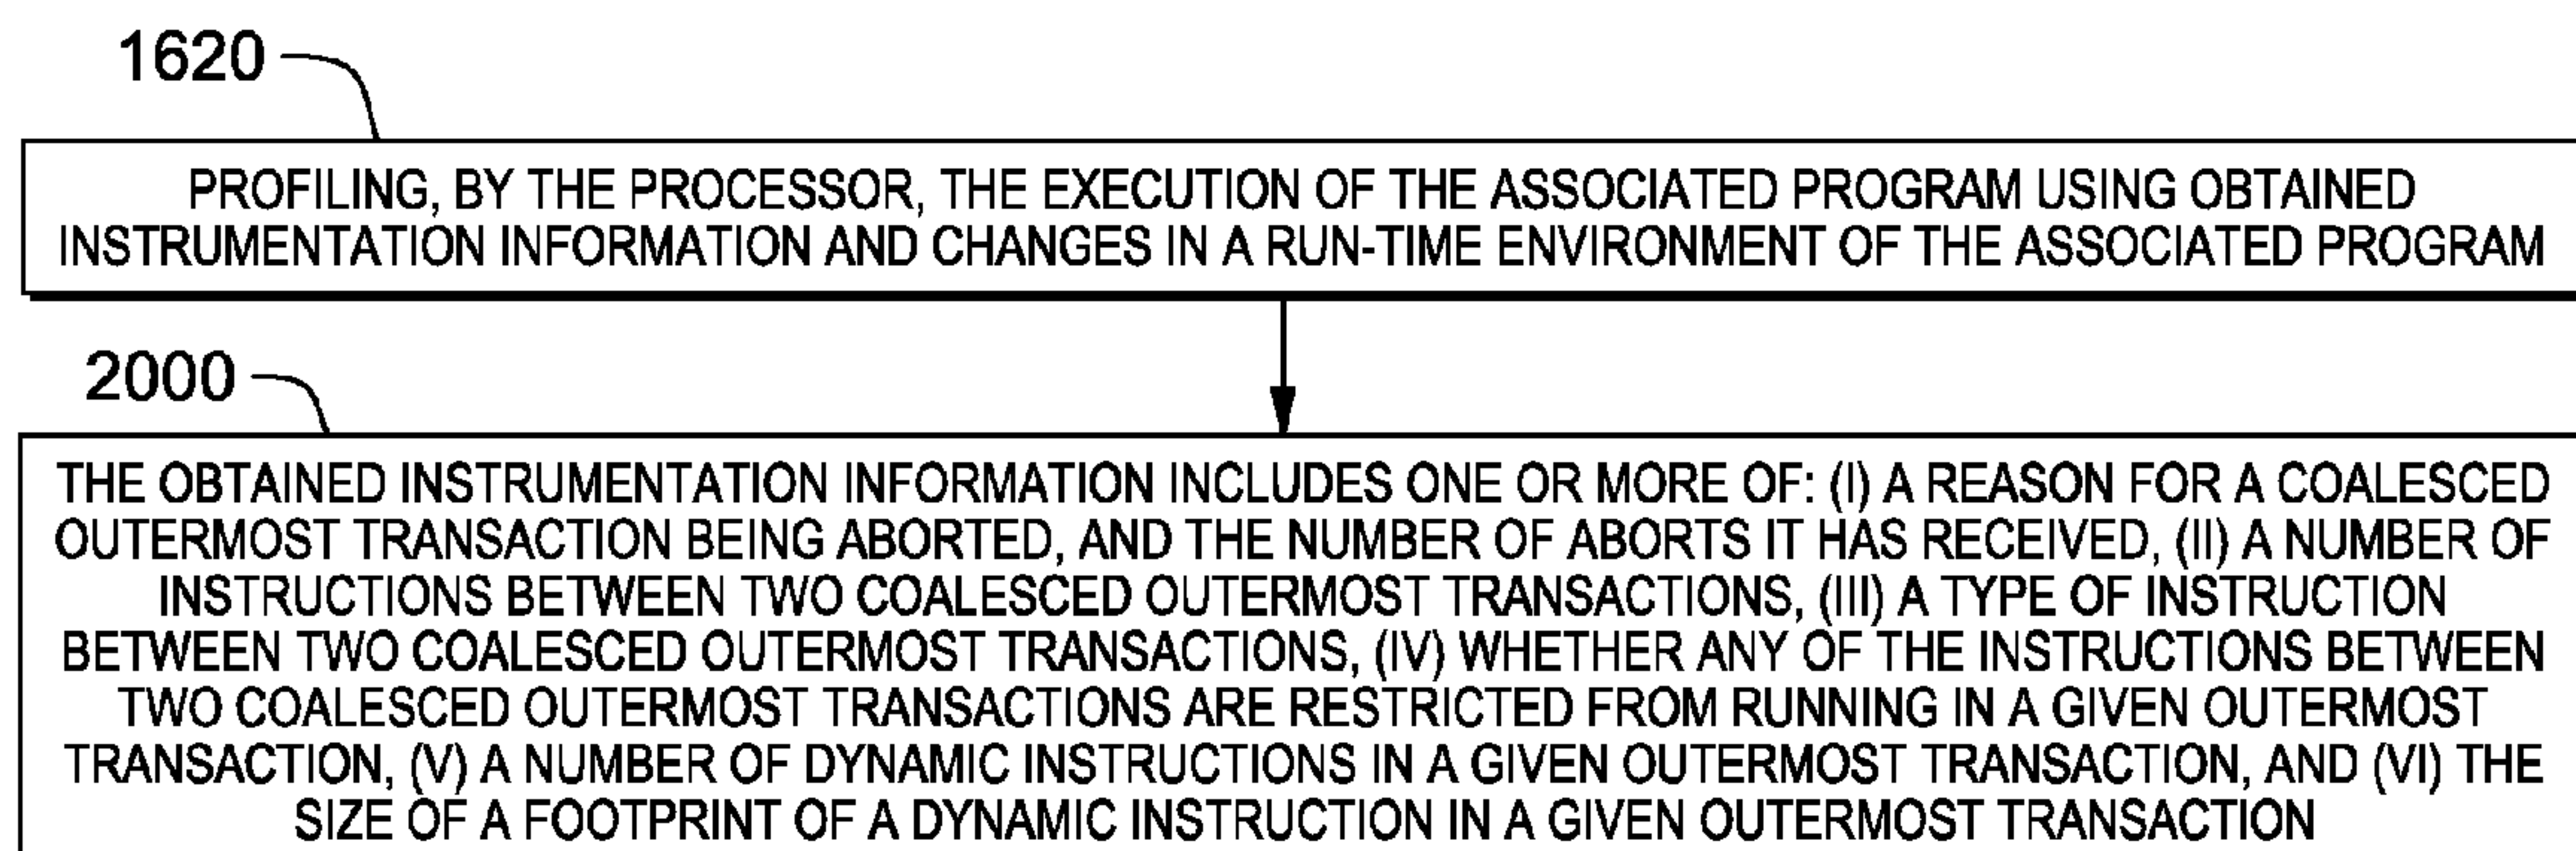 1620
PROFILING, BY THE PROCESSOR, THE EXECUTION OF THE ASSOCIATED PROGRAM USING OBTAINED
INSTRUMENTATION INFORMATION AND CHANGES IN A RUN-TIME ENVIRONMENT OF THE ASSOCIATED PROGRAM
2000
THE OBTAINED INSTRUMENTATION INFORMATION INCLUDES ONE OR MORE OF: (I) A REASON FOR A COALESCED
OUTERMOST TRANSACTION BEING ABORTED, AND THE NUMBER OF ABORTS IT HAS RECEIVED, (II) A NUMBER OF
INSTRUCTIONS BETWEEN TWO COALESCED OUTERMOST TRANSACTIONS, (III) A TYPE OF INSTRUCTION
BETWEEN TWO COALESCED OUTERMOST TRANSACTIONS, (IV) WHETHER ANY OF THE INSTRUCTIONS BETWEEN
TWO COALESCED OUTERMOST TRANSACTIONS ARE RESTRICTED FROM RUNNING IN A GIVEN OUTERMOST
TRANSACTION, (V) A NUMBER OF DYNAMIC INSTRUCTIONS IN A GIVEN OUTERMOST TRANSACTION, AND (VI) THE
SIZE OF A FOOTPRINT OF A DYNAMIC INSTRUCTION IN A GIVEN OUTERMOST TRANSACTION